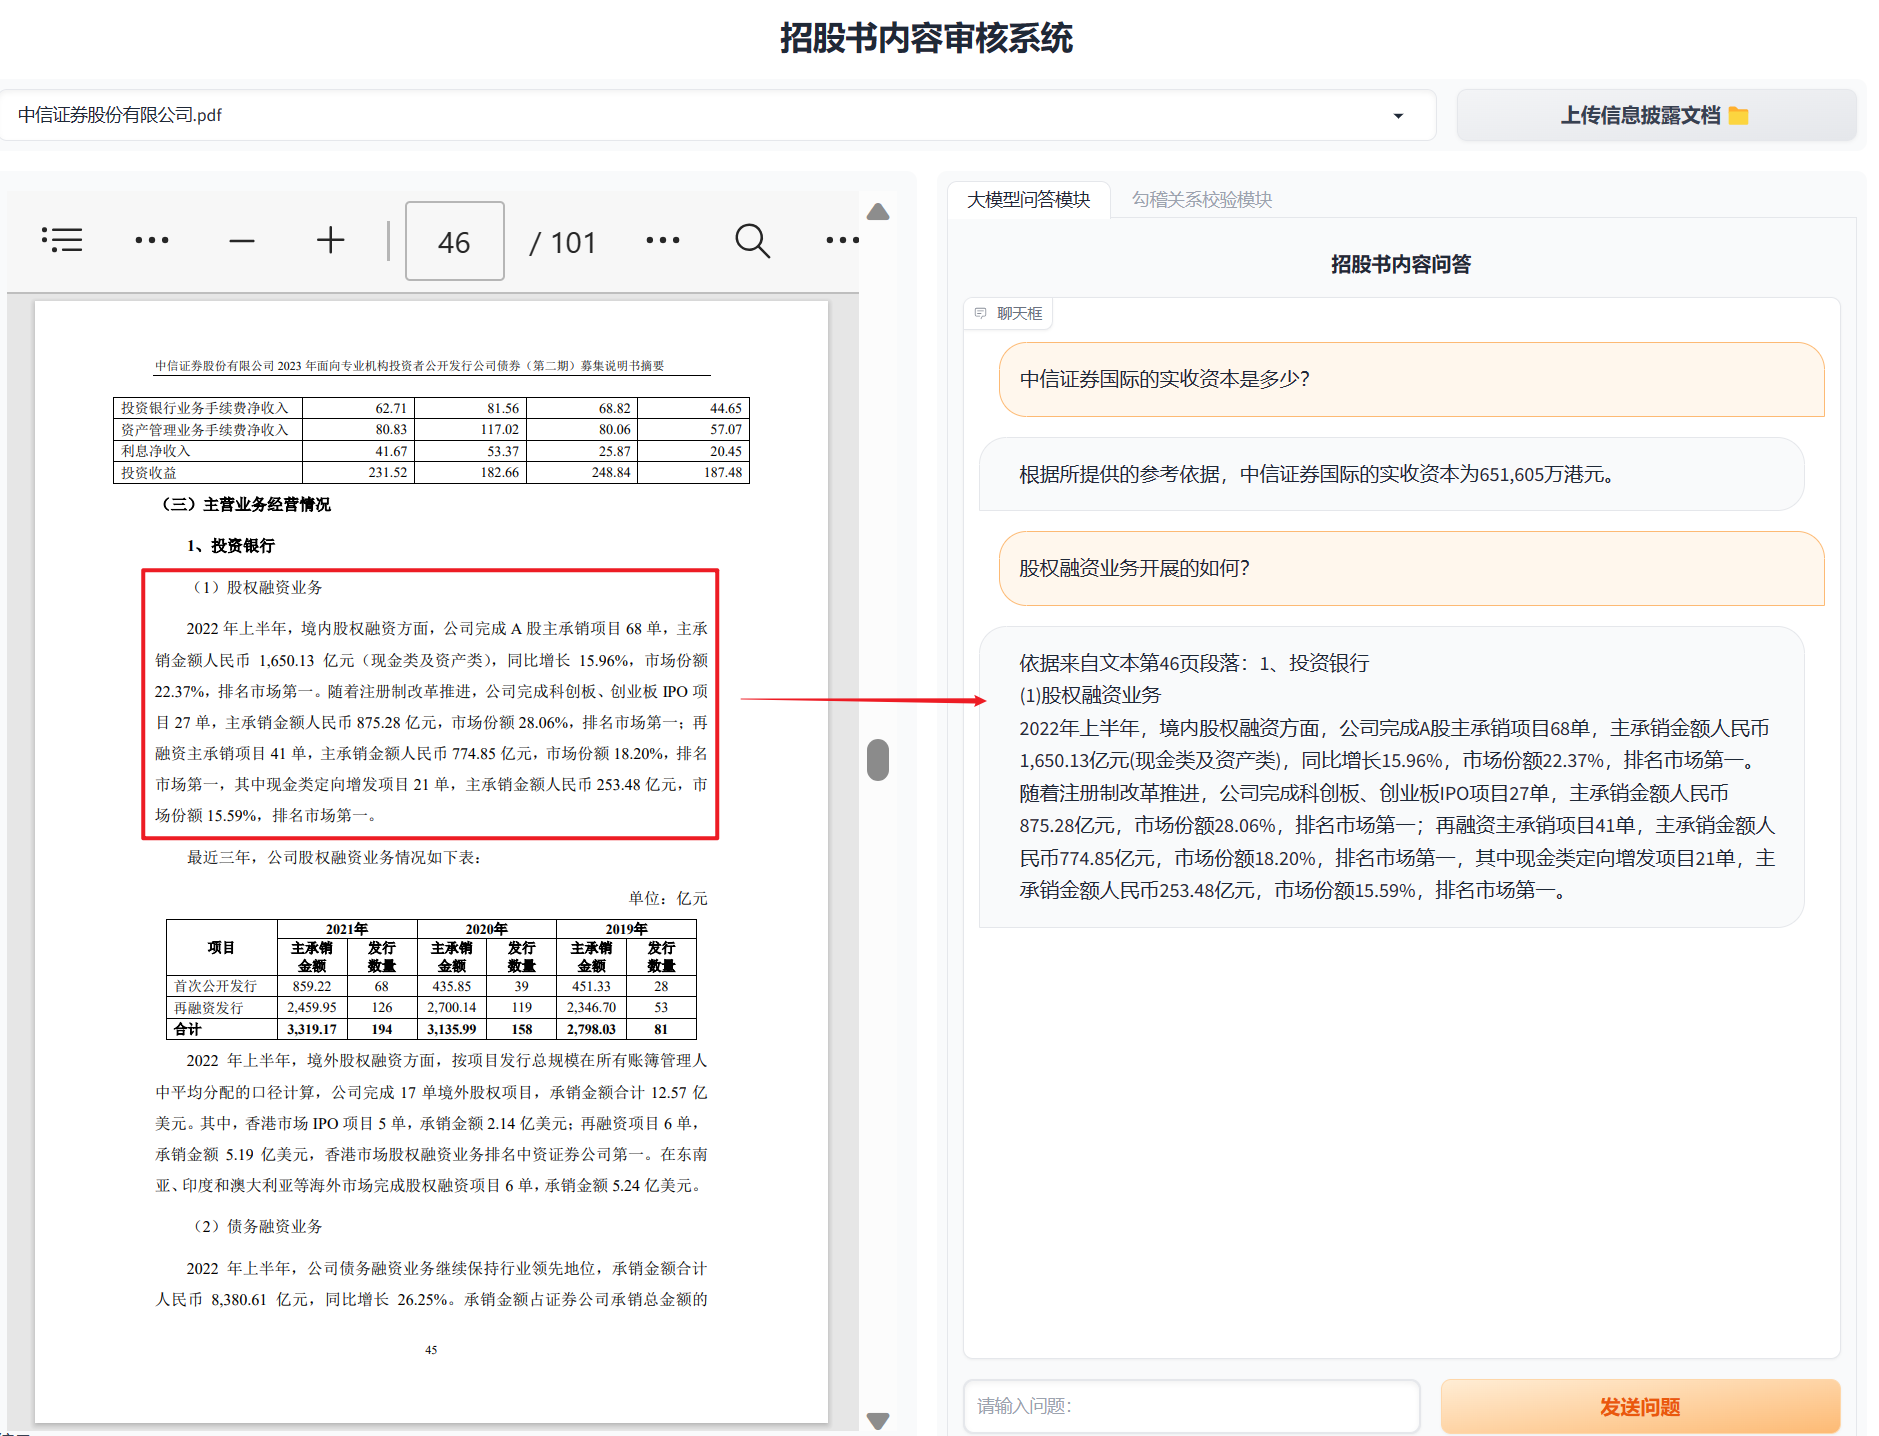 招股书内容审核系统
中信证券股份有限公司.pdf
上传信息披露文档
46 / 101
中信证券股份有限公司 2023 年面向专业机构投资者公开发行公司债券（第二期）募集说明书摘要
投资银行业务手续费净收入 62.71 81.56 68.82 44.65
资产管理业务手续费净收入 80.83 117.02 80.06 57.07
利息净收入 41.67 53.37 25.87 20.45
投资收益 231.52 182.66 248.84 187.48
（三）主营业务经营情况
1、投资银行
（1）股权融资业务
2022 年上半年，境内股权融资方面，公司完成 A 股主承销项目 68 单，主承
销金额人民币 1,650.13 亿元（现金类及资产类），同比增长 15.96%，市场份额
22.37%，排名市场第一。随着注册制改革推进，公司完成科创板、创业板 IPO 项
目 27 单，主承销金额人民币 875.28 亿元，市场份额 28.06%，排名市场第一；再
融资主承销项目 41 单，主承销金额人民币 774.85 亿元，市场份额 18.20%，排名
市场第一，其中现金类定向增发项目 21 单，主承销金额人民币 253.48 亿元，市
场份额 15.59%，排名市场第一。
最近三年，公司股权融资业务情况如下表：
单位：亿元
项目 2021年 2020年 2019年
主承销金额 发行数量 主承销金额 发行数量 主承销金额 发行数量
首次公开发行 859.22 68 435.85 39 451.33 28
再融资发行 2,459.95 126 2,700.14 119 2,346.70 53
合计 3,319.17 194 3,135.99 158 2,798.03 81
2022 年上半年，境外股权融资方面，按项目发行总规模在所有账簿管理人
中平均分配的口径计算，公司完成 17 单境外股权项目，承销金额合计 12.57 亿
美元。其中，香港市场 IPO 项目 5 单，承销金额 2.14 亿美元；再融资项目 6 单，
承销金额 5.19 亿美元，香港市场股权融资业务排名中资证券公司第一。在东南
亚、印度和澳大利亚等海外市场完成股权融资项目 6 单，承销金额 5.24 亿美元。
（2）债务融资业务
2022 年上半年，公司债务融资业务继续保持行业领先地位，承销金额合计
人民币 8,380.61 亿元，同比增长 26.25%。承销金额占证券公司承销总金额的
45
大模型问答模块 勾稽关系校验模块
招股书内容问答
聊天框
中信证券国际的实收资本是多少？
根据所提供的参考依据，中信证券国际的实收资本为651,605万港元。
股权融资业务开展的如何？
依据来自文本第46页段落：1、投资银行
(1)股权融资业务
2022年上半年，境内股权融资方面，公司完成A股主承销项目68单，主承销金额人民币
1,650.13亿元(现金类及资产类)，同比增长15.96%，市场份额22.37%，排名市场第一。
随着注册制改革推进，公司完成科创板、创业板IPO项目27单，主承销金额人民币
875.28亿元，市场份额28.06%，排名市场第一；再融资主承销项目41单，主承销金额人
民币774.85亿元，市场份额18.20%，排名市场第一，其中现金类定向增发项目21单，主
承销金额人民币253.48亿元，市场份额15.59%，排名市场第一。
请输入问题：
发送问题